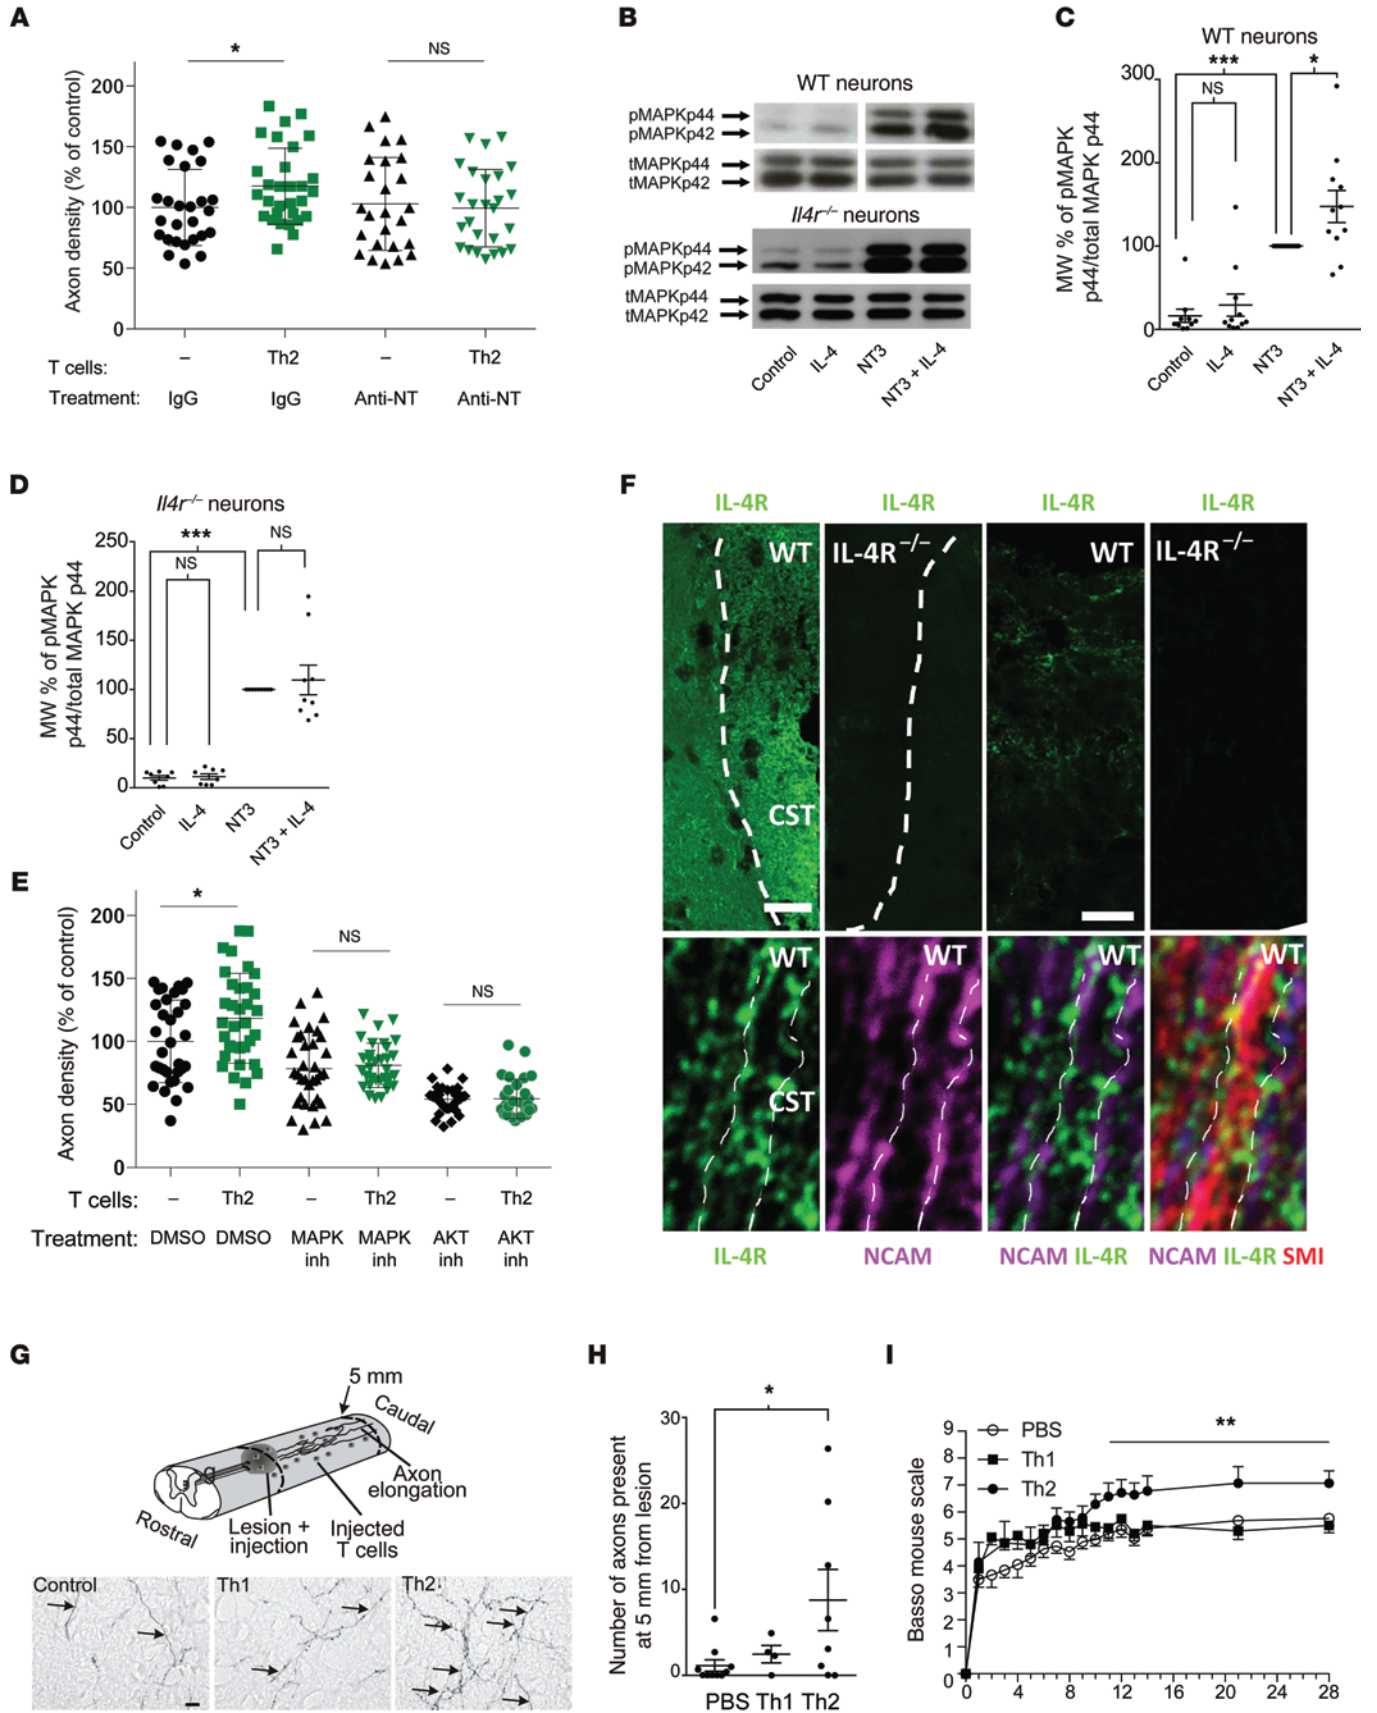 A
Axon density (% of control)
200
150
100
50
0
*
NS
T cells:
–
Th2
–
Th2
Treatment:
IgG
IgG
Anti-NT
Anti-NT
B
WT neurons
pMAPKp44
pMAPKp42
tMAPKp44
tMAPKp42
Il4r–/– neurons
pMAPKp44
pMAPKp42
tMAPKp44
tMAPKp42
Control
IL-4
NT3
NT3 + IL-4
C
WT neurons
***
*
NS
MW % of pMAPK
p44/total MAPK p44
300
200
100
0
Control
IL-4
NT3
NT3 + IL-4
D
Il4r–/– neurons
***
NS
NS
MW % of pMAPK
p44/total MAPK p44
250
200
150
100
50
0
Control
IL-4
NT3
NT3 + IL-4
E
Axon density (% of control)
200
150
100
50
0
*
NS
NS
T cells:
–
Th2
–
Th2
–
Th2
Treatment:
DMSO
DMSO
MAPK
inh
MAPK
inh
AKT
inh
AKT
inh
F
IL-4R
IL-4R
IL-4R
IL-4R
WT
IL-4R–/–
WT
IL-4R–/–
CST
WT
WT
WT
WT
CST
IL-4R
NCAM
NCAM IL-4R
NCAM IL-4R SMI
G
5 mm
Caudal
Axon
elongation
Rostral
Lesion +
injection
Injected
T cells
Control
Th1
Th2
H
*
Number of axons present
at 5 mm from lesion
30
20
10
0
PBS Th1 Th2
I
Basso mouse scale
9
8
7
6
5
4
3
2
1
0
PBS
Th1
Th2
**
0
4
8
12
16
20
24
28